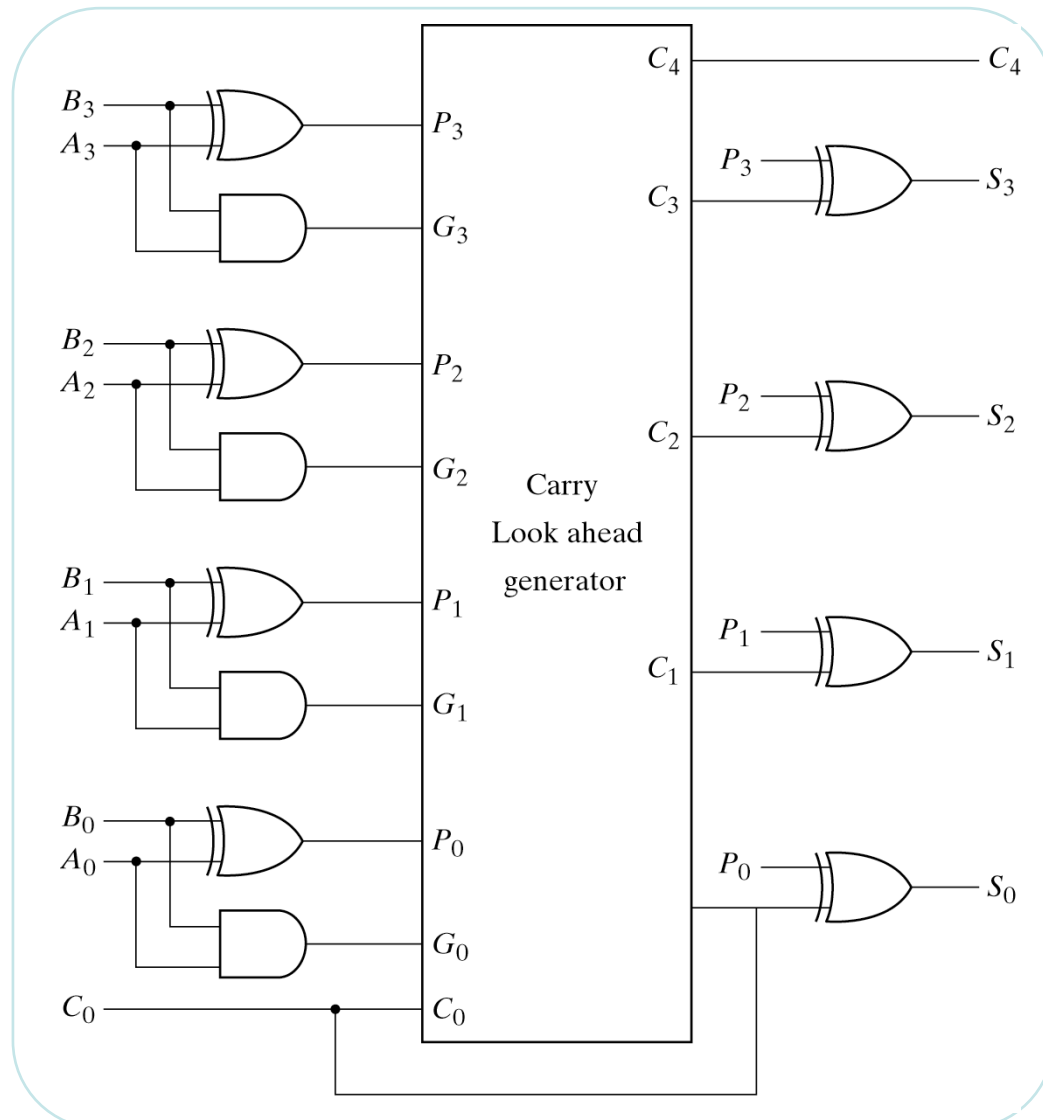 C₄ C₄
B₃
P₃
A₃
P₃
S₃
C₃
G₃
B₂
P₂
A₂
P₂
S₂
C₂
G₂
Carry
Look ahead
generator
B₁
P₁
A₁
P₁
S₁
C₁
G₁
B₀
P₀
A₀
P₀
S₀
G₀
C₀ C₀